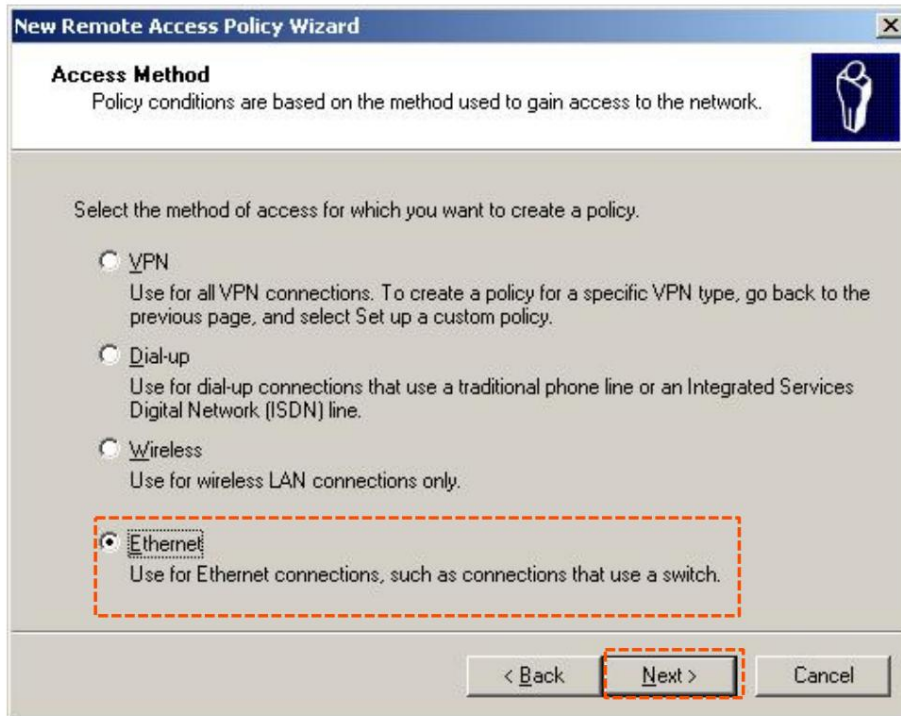 New Remote Access Policy Wizard
Access Method
Policy conditions are based on the method used to gain access to the network.
Select the method of access for which you want to create a policy.
VPN
Use for all VPN connections. To create a policy for a specific VPN type, go back to the
previous page, and select Set up a custom policy.
Dial-up
Use for dial-up connections that use a traditional phone line or an Integrated Services
Digital Network (ISDN) line.
Wireless
Use for wireless LAN connections only.
Ethernet
Use for Ethernet connections, such as connections that use a switch.
< Back Next > Cancel